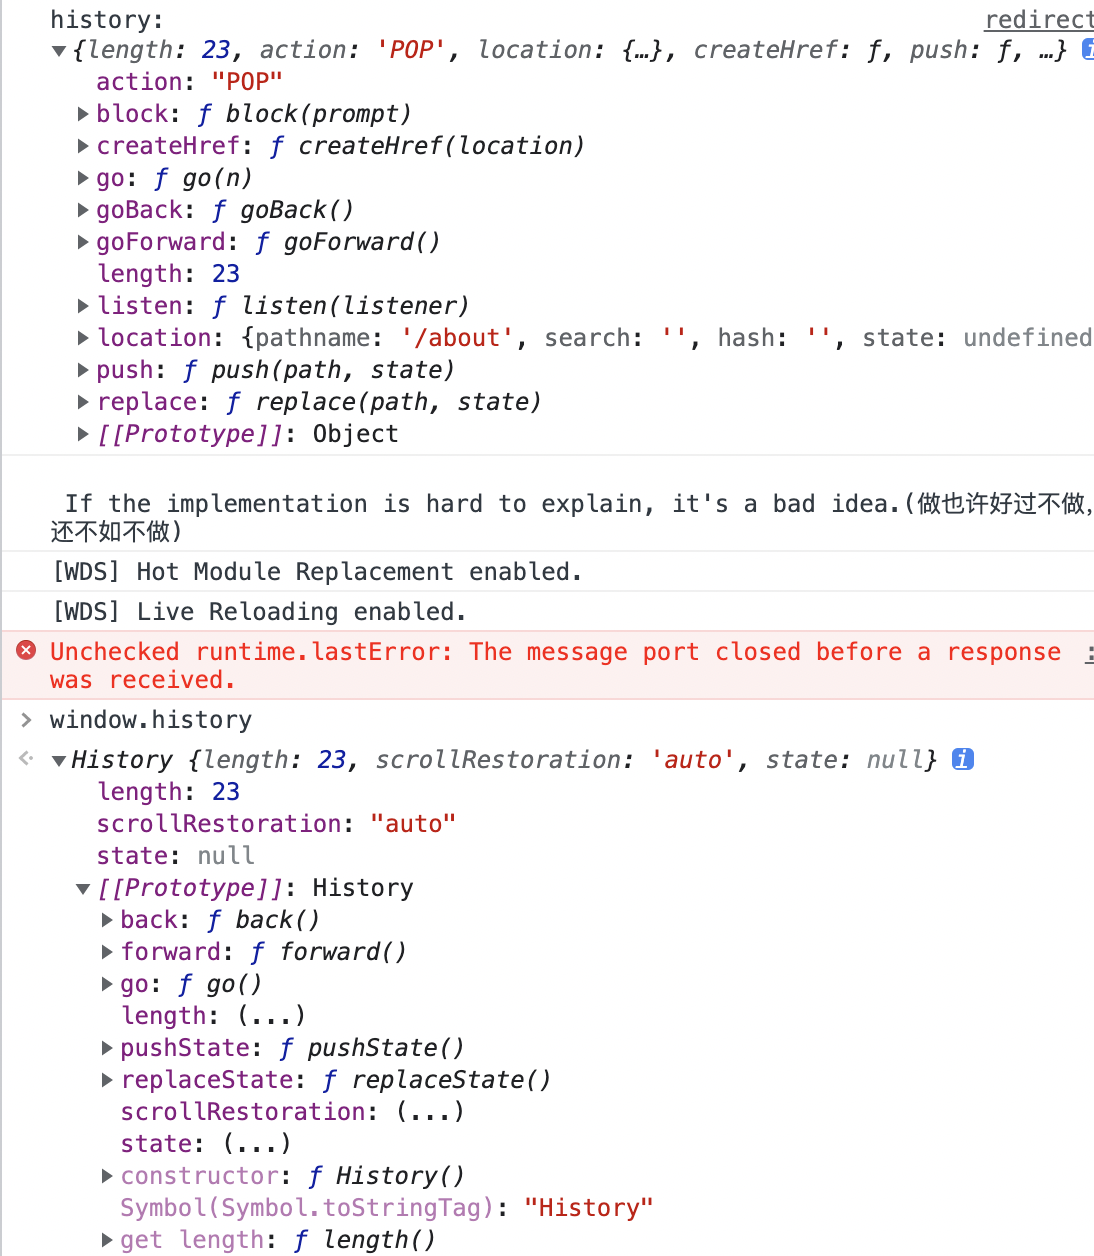 history: redirect
▼{length: 23, action: 'POP', location: {…}, createHref: ƒ, push: ƒ, …} i
action: "POP"
▶block: ƒ block(prompt)
▶createHref: ƒ createHref(location)
▶go: ƒ go(n)
▶goBack: ƒ goBack()
▶goForward: ƒ goForward()
length: 23
▶listen: ƒ listen(listener)
▶location: {pathname: '/about', search: '', hash: '', state: undefined
▶push: ƒ push(path, state)
▶replace: ƒ replace(path, state)
▶[[Prototype]]: Object
If the implementation is hard to explain, it's a bad idea.(做也许好过不做,
还不如不做)
[WDS] Hot Module Replacement enabled.
[WDS] Live Reloading enabled.
Unchecked runtime.lastError: The message port closed before a response :
was received.
> window.history
▼History {length: 23, scrollRestoration: 'auto', state: null} i
length: 23
scrollRestoration: "auto"
state: null
▼[[Prototype]]: History
▶back: ƒ back()
▶forward: ƒ forward()
▶go: ƒ go()
length: (...)
▶pushState: ƒ pushState()
▶replaceState: ƒ replaceState()
scrollRestoration: (...)
state: (...)
▶constructor: ƒ History()
Symbol(Symbol.toStringTag): "History"
▶get length: ƒ length()